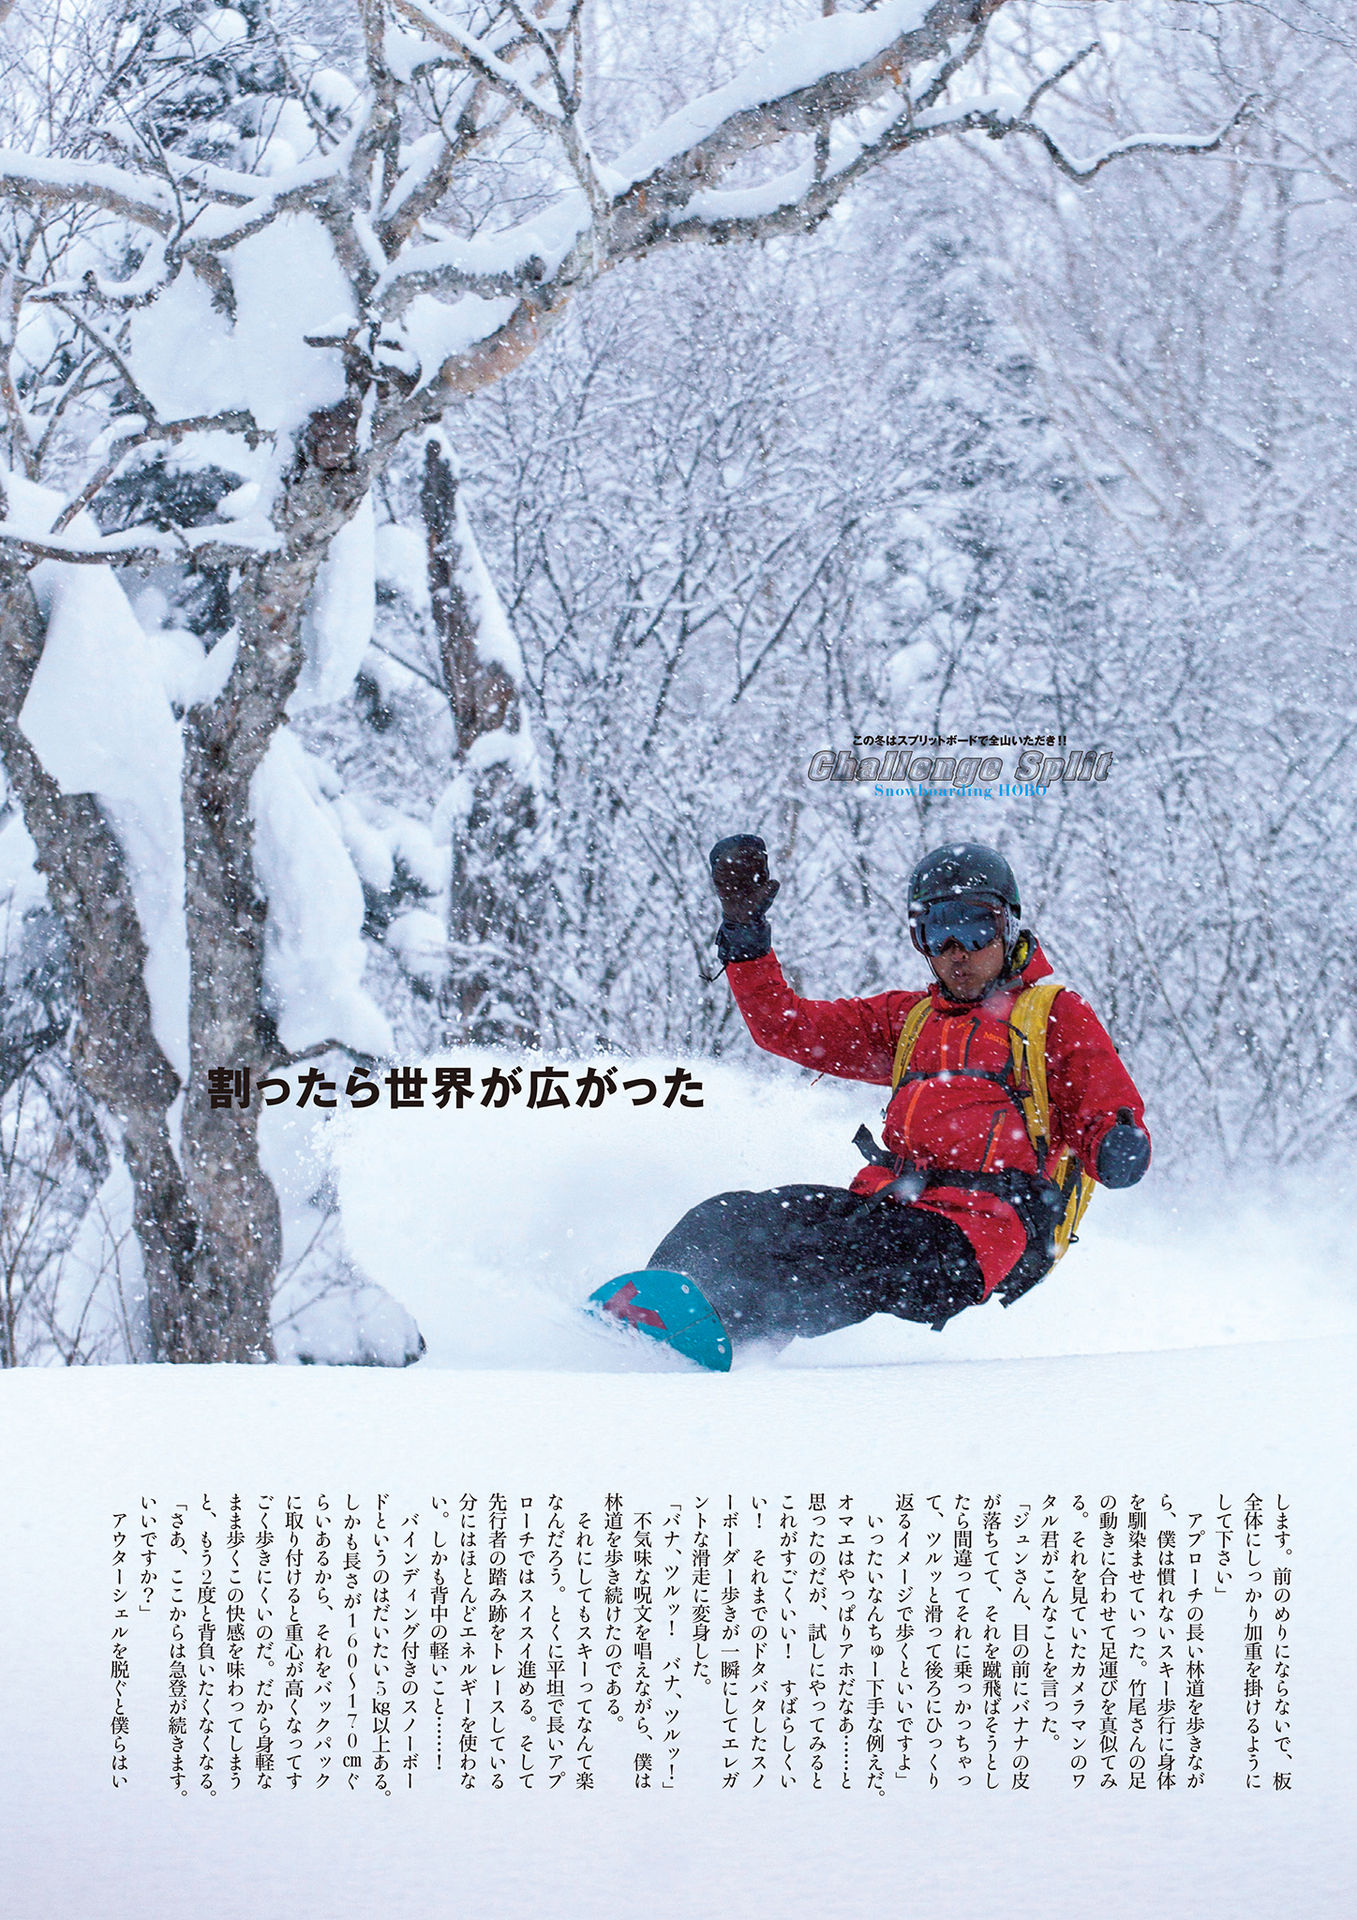 この冬はスプリットボードで全山いただき!!
Challenge Split
Snowboarding HOBO
割ったら世界が広がった
します。前のめりにならないで、板
全体にしっかり加重を掛けるように
して下さい」
アプローチの長い林道を歩きなが
ら、僕は慣れないスキー歩行に身体
を馴染ませていった。竹尾さんの足
の動きに合わせて足運びを真似てみ
る。それを見ていたカメラマンのワ
タル君がこんなことを言った。
「ジュンさん、目の前にバナナの皮
が落ちてて、それを蹴飛ばそうとし
たら間違ってそれに乗っかっちゃっ
て、ツルッと滑って後ろにひっくり
返るイメージで歩くといいですよ」
いったいなんちゅー下手な例えだ。
オマエはやっぱりアホだなあ……と
思ったのだが、試しにやってみると
これがすごくいい！　すばらしくい
い！　それまでのドタバタしたスノ
ーボーダー歩きが一瞬にしてエレガ
ントな滑走に変身した。
「バナ、ツルッ！　バナ、ツルッ！」
不気味な呪文を唱えながら、僕は
林道を歩き続けたのである。
それにしてもスキーってなんて楽
なんだろう。とくに平坦で長いアプ
ローチではスイスイ進める。そして
先行者の踏み跡をトレースしている
分にはほとんどエネルギーを使わな
い。しかも背中の軽いこと……！
バインディング付きのスノーボー
ドというのはだいたい5kg以上ある。
しかも長さが160〜170cmぐ
らいあるから、それをバックパック
に取り付けると重心が高くなってす
ごく歩きにくいのだ。だから身軽な
まま歩くこの快感を味わってしまう
と、もう2度と背負いたくなくなる。
「さあ、ここからは急登が続きます。
いいですか？」
アウターシェルを脱ぐと僕らはい